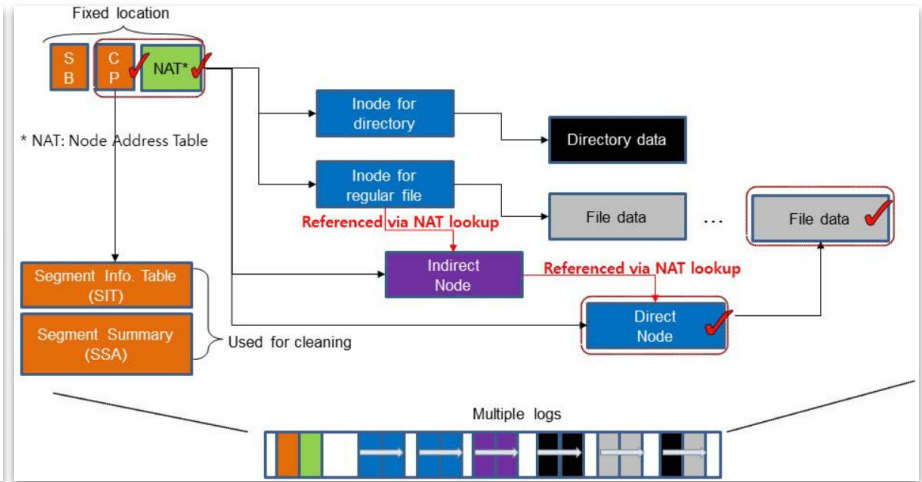 Fixed location
S
B
C
P
NAT*
* NAT: Node Address Table
Inode for
directory
Directory data
Inode for
regular file
Referenced via NAT lookup
File data
...
File data
Segment Info. Table
(SIT)
Indirect
Node
Referenced via NAT lookup
Segment Summary
(SSA)
Used for cleaning
Direct
Node
Multiple logs